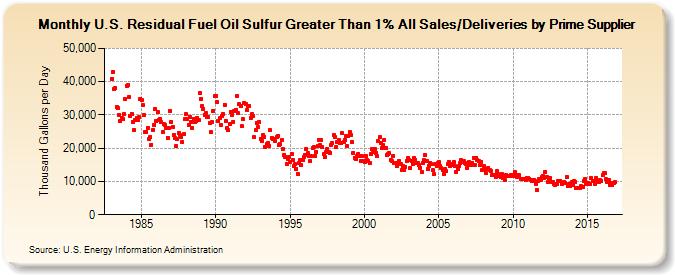 Monthly U.S. Residual Fuel Oil Sulfur Greater Than 1% All Sales/Deliveries by Prime Supplier
Thousand Gallons per Day
50,000
40,000
30,000
20,000
10,000
0
1985 1990 1995 2000 2005 2010 2015
Source: U.S. Energy Information Administration